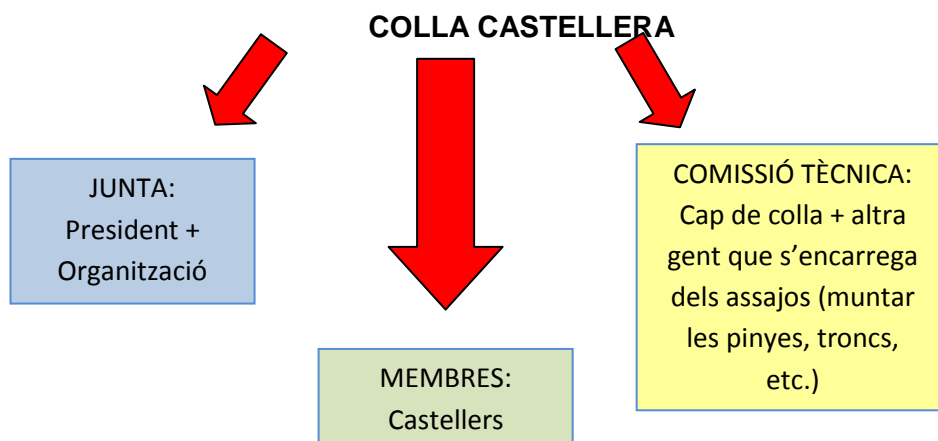 COLLA CASTELLERA
JUNTA:
President +
Organització
COMISSIÓ TÈCNICA:
Cap de colla + altra
gent que s’encarrega
dels assajos (muntar
les pinyes, troncs,
etc.)
MEMBRES:
Castellers